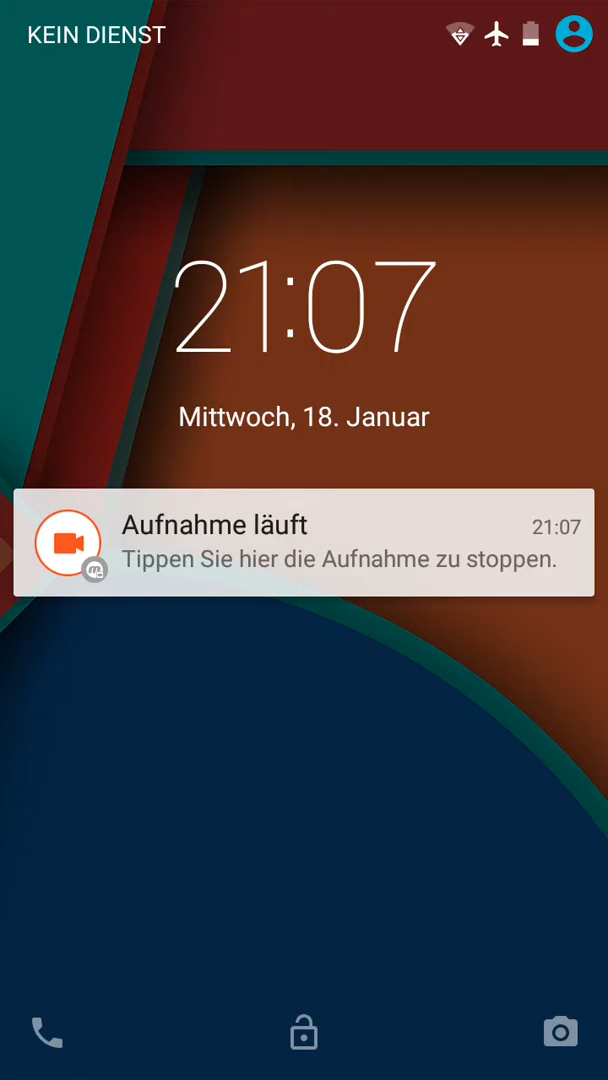 KEIN DIENST
21:07
Mittwoch, 18. Januar
Aufnahme läuft 21:07
Tippen Sie hier die Aufnahme zu stoppen.